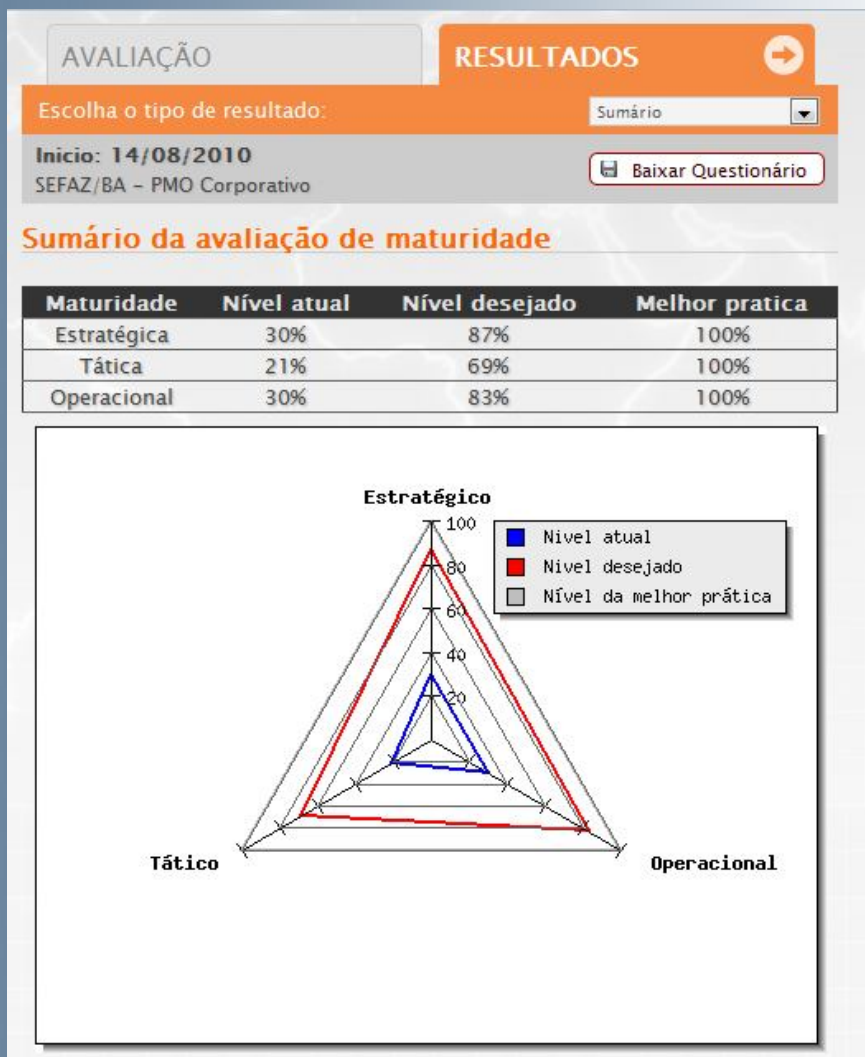 AVALIAÇÃO
RESULTADOS
Escolha o tipo de resultado:
Sumário
Inicio: 14/08/2010
SEFAZ/BA - PMO Corporativo
Baixar Questionário
Sumário da avaliação de maturidade
Maturidade Nível atual Nível desejado Melhor pratica
Estratégica 30% 87% 100%
Tática 21% 69% 100%
Operacional 30% 83% 100%
Estratégico
100
80
60
40
20
Nivel atual
Nivel desejado
Nível da melhor prática
Tático
Operacional